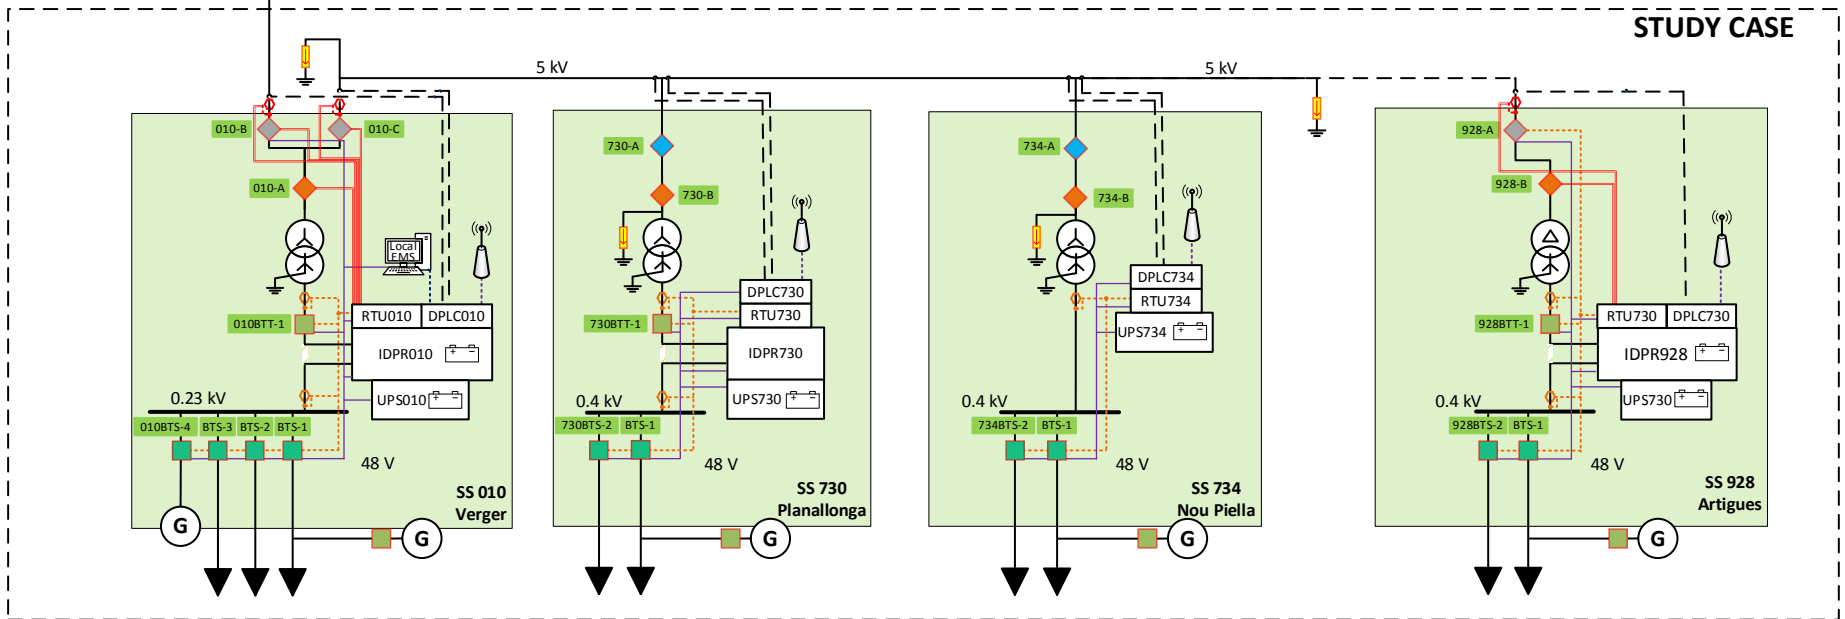 STUDY CASE
5 kV
5 kV
010-B
010-C
010-A
Local
EMS
RTU010
DPLC010
010BTT-1
IDPR010
+ -
UPS010
+ -
0.23 kV
010BTS-4
BTS-3
BTS-2
BTS-1
48 V
SS 010
Verger
G
G
730-A
730-B
DPLC730
RTU730
730BTT-1
IDPR730
UPS730
+ -
0.4 kV
730BTS-2
BTS-1
48 V
SS 730
Planallonga
G
734-A
734-B
DPLC734
RTU734
UPS734
+ -
0.4 kV
734BTS-2
BTS-1
48 V
SS 734
Nou Piella
G
928-A
928-B
RTU730
DPLC730
928BTT-1
IDPR928
+ -
UPS730
+ -
0.4 kV
928BTS-2
BTS-1
48 V
SS 928
Artigues
G